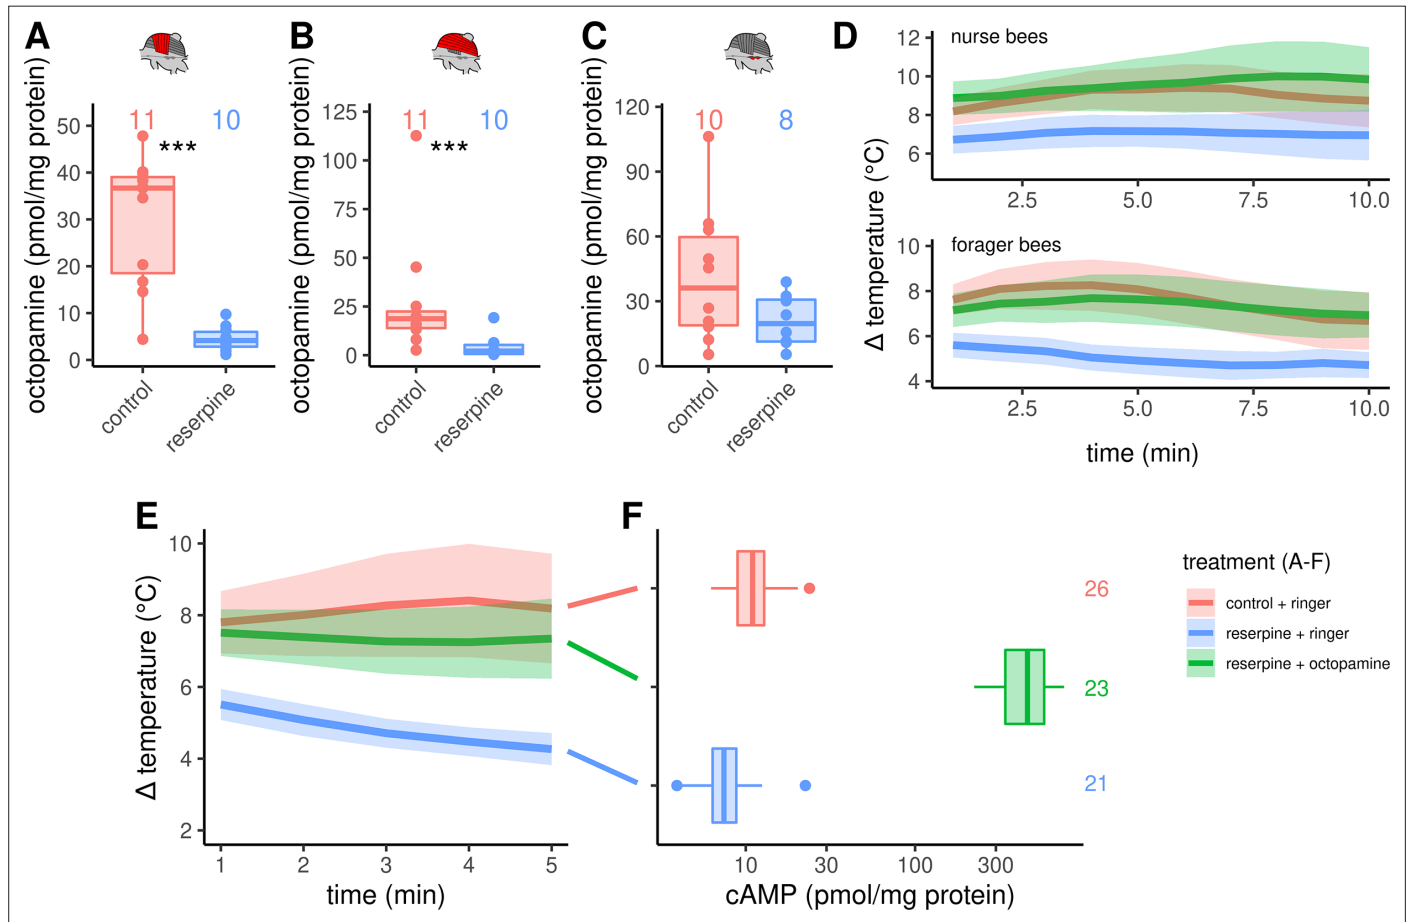 A
octopamine (pmol/mg protein)
11
10
***
50
40
30
20
10
0
control
reserpine
B
octopamine (pmol/mg protein)
11
10
***
125
100
75
50
25
0
control
reserpine
C
octopamine (pmol/mg protein)
10
8
120
90
60
30
0
control
reserpine
D
Δ temperature (°C)
nurse bees
12
10
8
6
2.5
5.0
7.5
10.0
forager bees
10
8
6
4
2.5
5.0
7.5
10.0
time (min)
E
Δ temperature (°C)
10
8
6
4
2
1
2
3
4
5
time (min)
F
26
23
21
10
30
100
300
cAMP (pmol/mg protein)
treatment (A-F)
control + ringer
reserpine + ringer
reserpine + octopamine